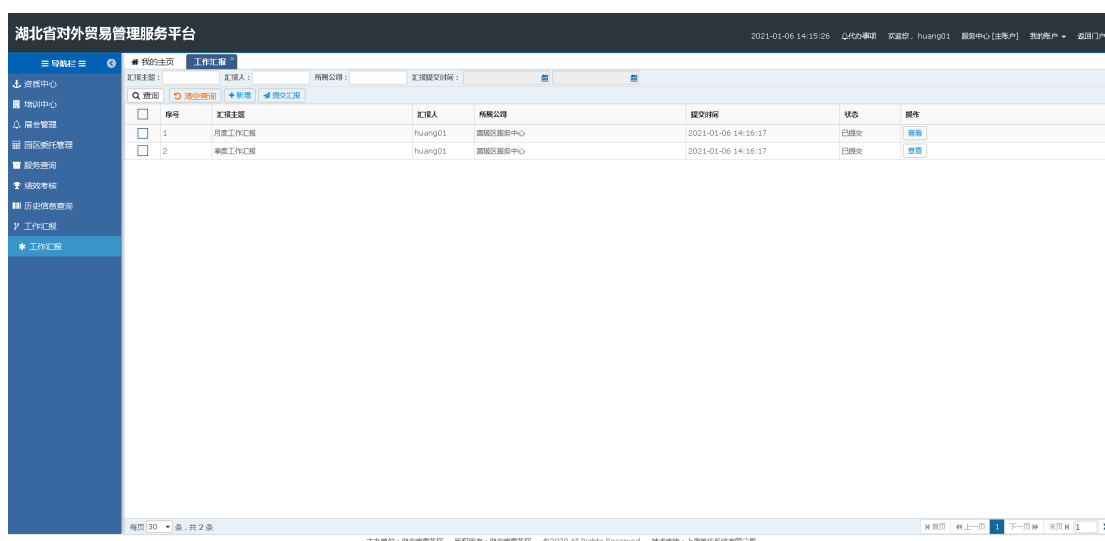 湖北省对外贸易管理服务平台
2021-01-06 14:15:26 代办事项 欢迎您, huang01 服务中心[主账户] 我的账户 返回门户
导航栏
我的主页 工作汇报 ×
资质中心
培训中心
展会管理
园区委托管理
服务查询
绩效考核
历史信息查询
工作汇报
工作汇报
汇报主题: 汇报人: 所属公司: 汇报提交时间:
查询 清空查询 新增 提交汇报
序号 汇报主题 汇报人 所属公司 提交时间 状态 操作
1 月度工作汇报 huang01 黄陂区服务中心 2021-01-06 14:16:17 已提交 查看
2 季度工作汇报 huang01 黄陂区服务中心 2021-01-06 14:16:17 已提交 查看
每页 30 条,共 2 条
首页 上一页 1 下一页 末页 1